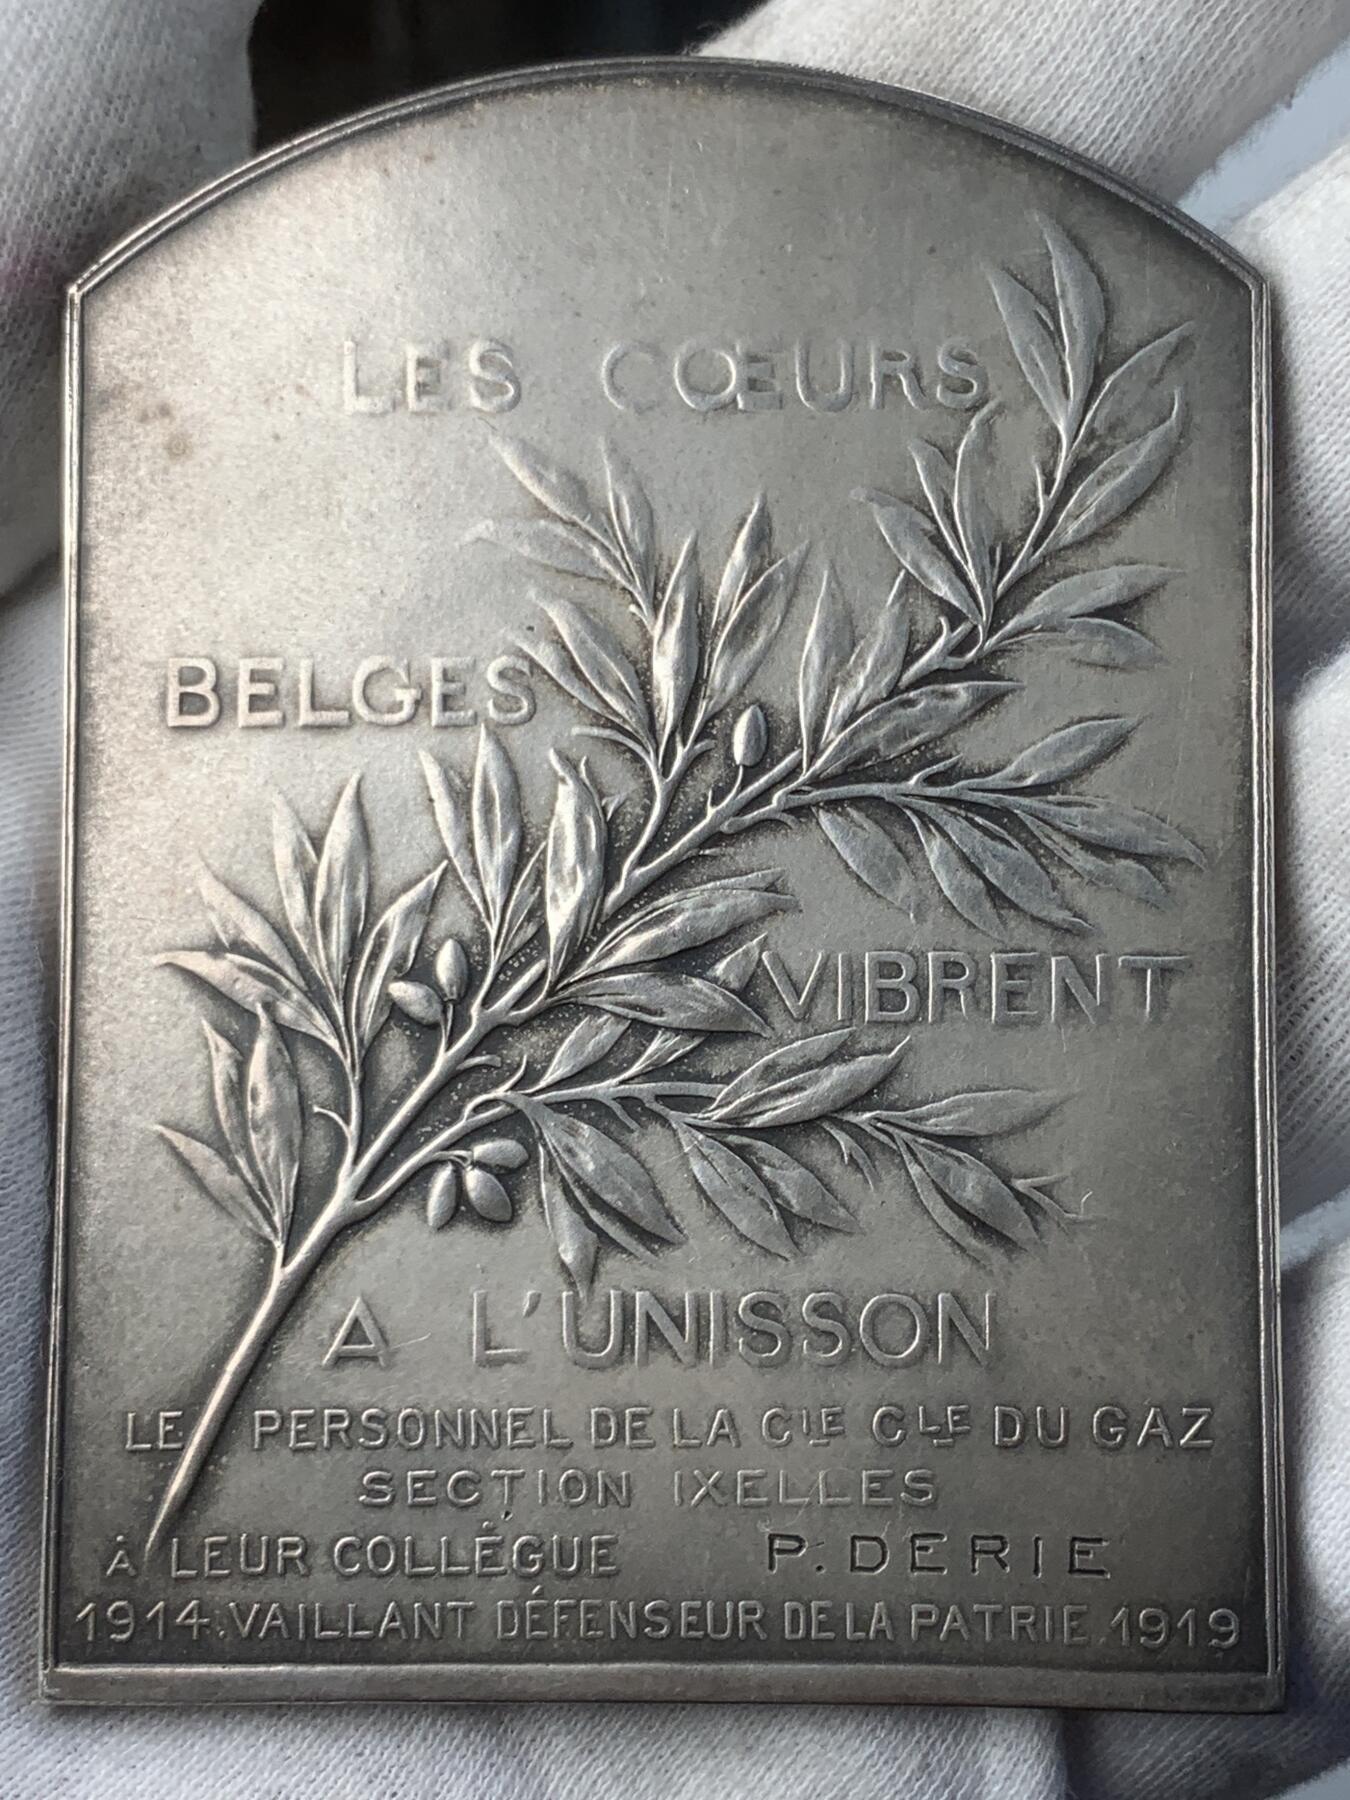 LES CŒURS
BELGES
VIBRENT
A L'UNISSON
LE PERSONNEL DE LA CIE CLE DU GAZ
SECTION IXELLES
À LEUR COLLÈGUE P. DERIE
1914. VAILLANT DÉFENSEUR DE LA PATRIE 1919